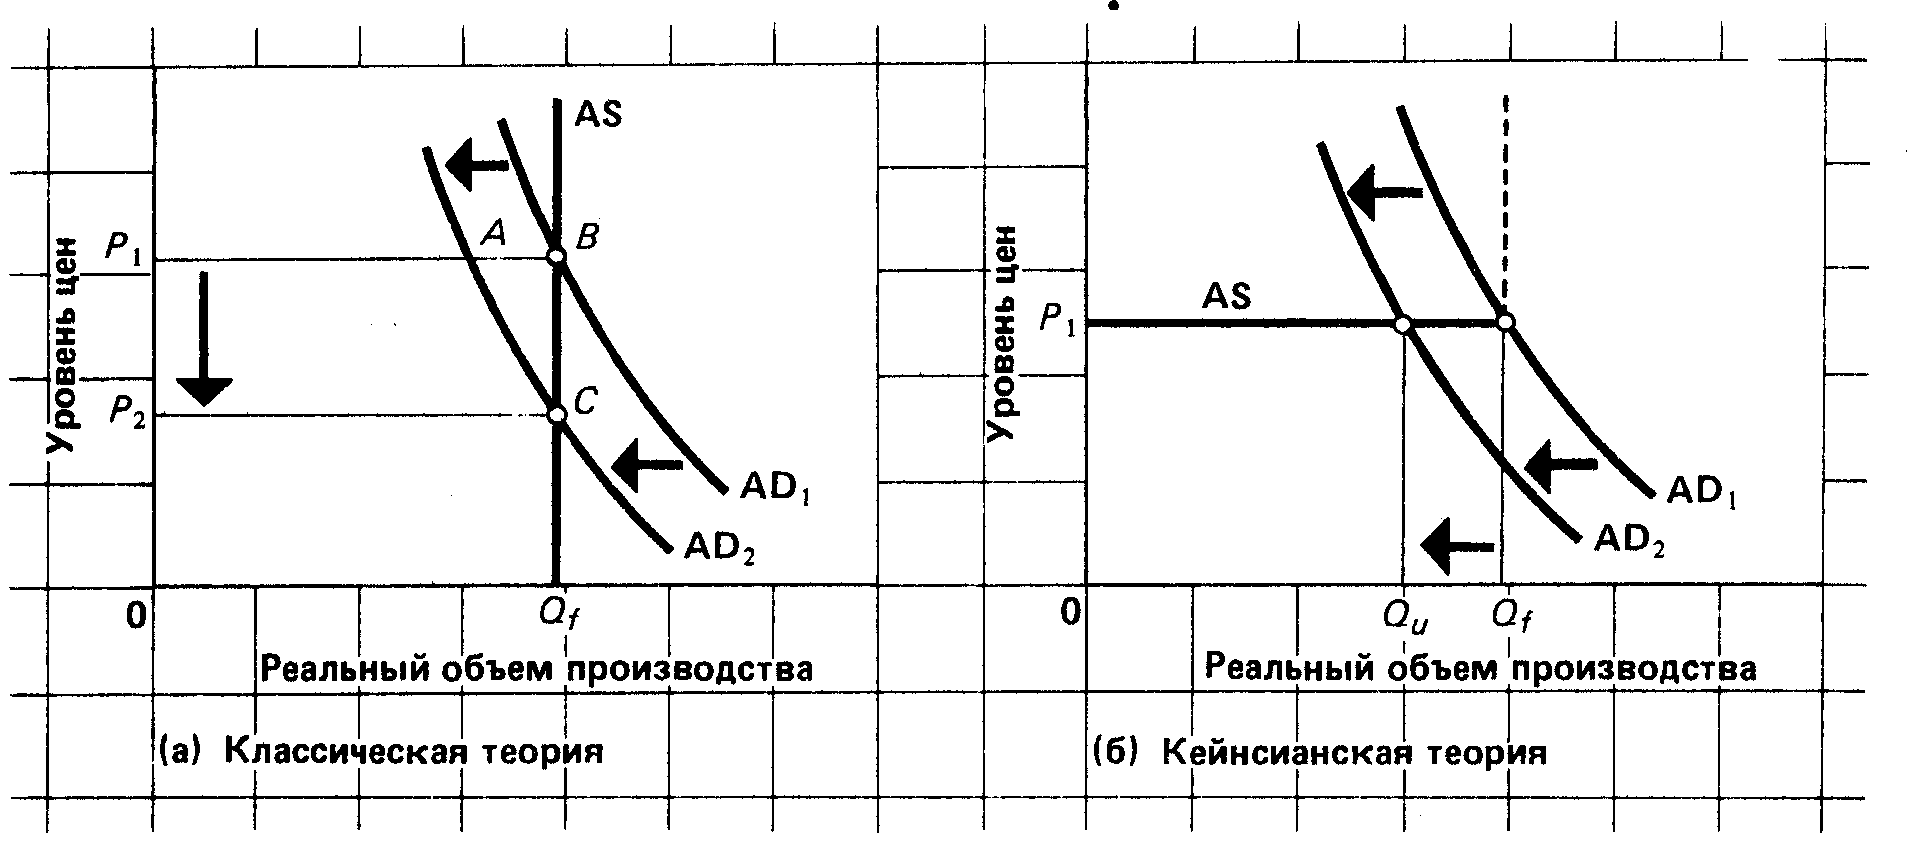 AS
A
B
P1
Уровень цен
P2
C
AD1
AD2
0
Qf
Реальный объем производства
(а) Классическая теория
Уровень цен
AS
P1
AD1
AD2
0
Qu
Qf
Реальный объем производства
(б) Кейнсианская теория